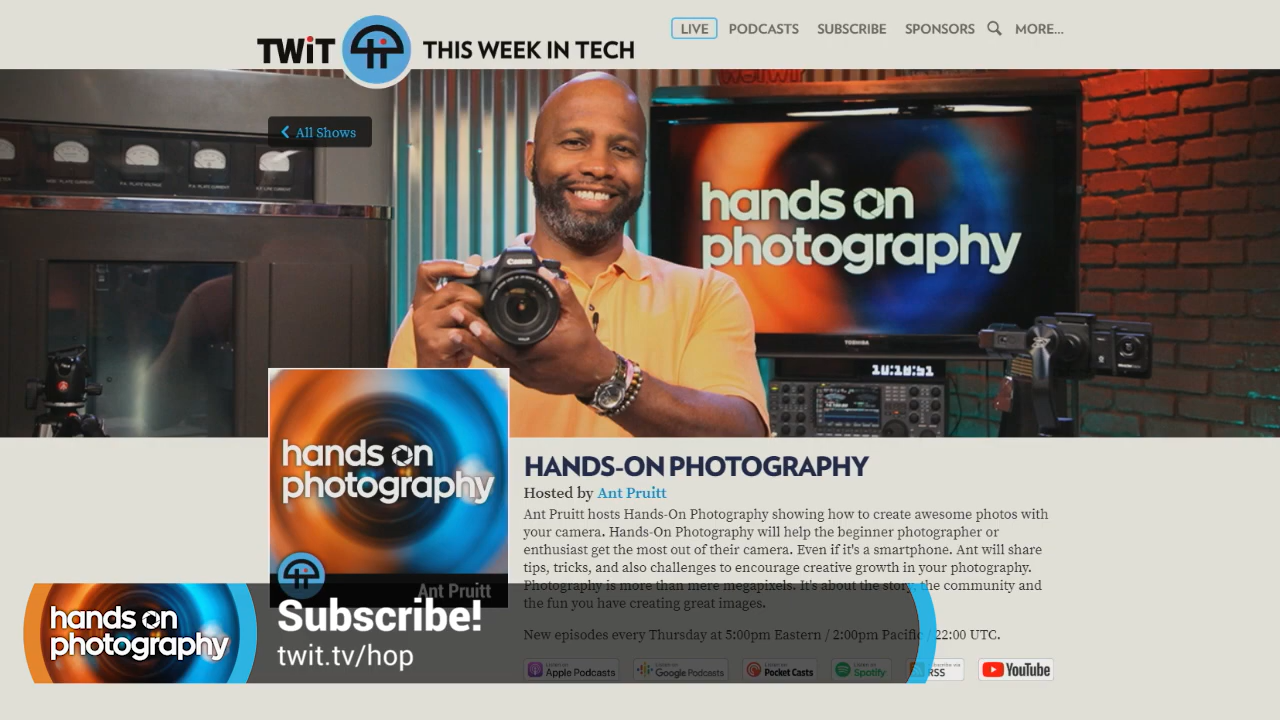 TWiT
THIS WEEK IN TECH
LIVE
PODCASTS
SUBSCRIBE
SPONSORS
MORE...
All Shows
Canon
hands on
photography
TOSHIBA
hands on
photography
Ant Pruitt
HANDS-ON PHOTOGRAPHY
Hosted by Ant Pruitt
Ant Pruitt hosts Hands-On Photography showing how to create awesome photos with
your camera. Hands-On Photography will help the beginner photographer or
enthusiast get the most out of their camera. Even if it's a smartphone. Ant will share
tips, tricks, and also challenges to encourage creative growth in your photography.
Photography is more than mere megapixels. It's about the story, the community and
the fun you have creating great images.
New episodes every Thursday at 5:00pm Eastern / 2:00pm Pacific / 22:00 UTC.
hands on
photography
Subscribe!
twit.tv/hop
Apple Podcasts
Google Podcasts
Pocket Casts
Spotify
RSS
YouTube